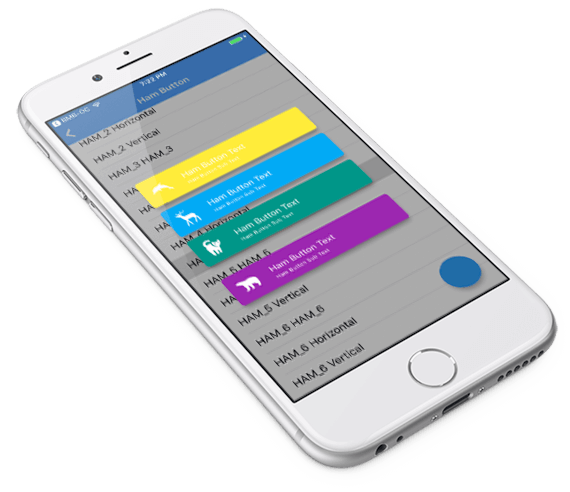 BMB-OC
7:22 PM
Ham Button
HAM_2 Horizontal
HAM_2 Vertical
HAM_3 HAM_3
Ham Button Text
Ham Button Sub Text
Ham Button Text
Ham Button Sub Text
HAM_4 Horizontal
Ham Button Text
Ham Button Sub Text
HAM_5 HAM_5
Ham Button Text
Ham Button Sub Text
HAM_5 Vertical
HAM_6 HAM_6
HAM_6 Horizontal
HAM_6 Vertical